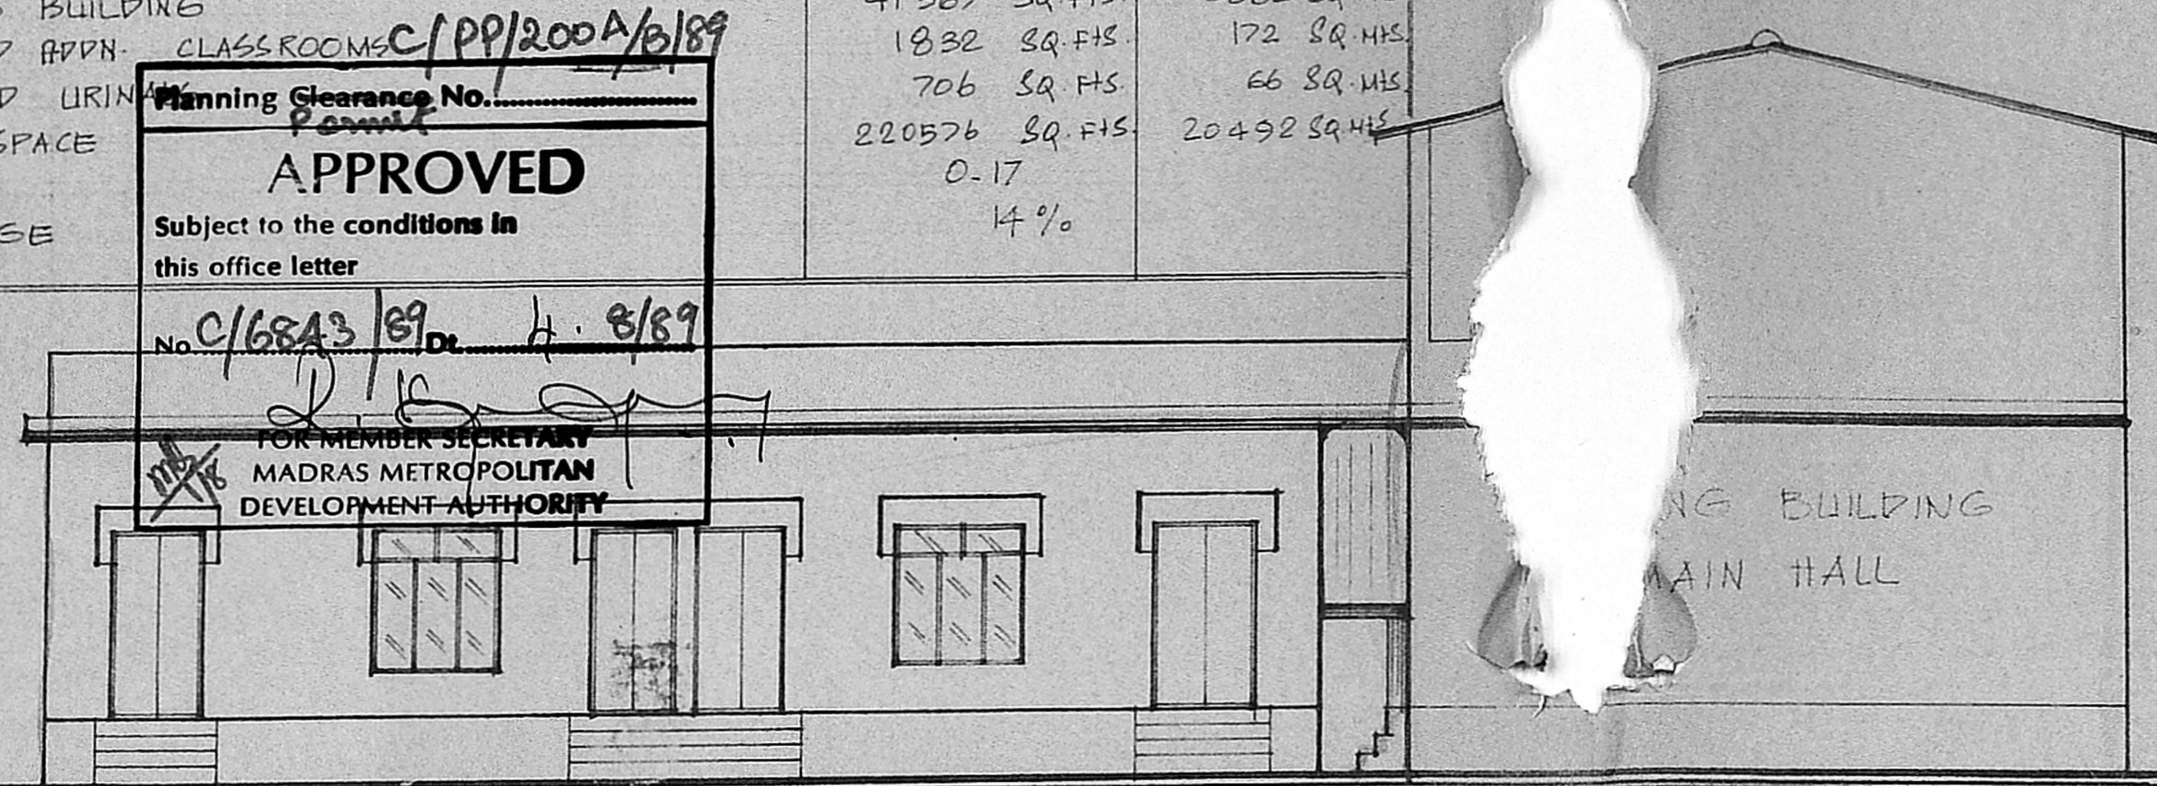 BUILDING
ADDN. CLASSROOMS 1832 SQ.FTS. 172 SQ.MTS.
URINALS 706 SQ.FTS. 66 SQ.MTS.
SPACE 220576 SQ.FTS. 20492 SQ.MTS.
0-17
14%
C/PP/200A/B/89
Planning Clearance No.
Permit
APPROVED
Subject to the conditions in
this office letter
No C/6843/89 Dt. 4.8/89
FOR MEMBER SECRETARY
MADRAS METROPOLITAN
DEVELOPMENT AUTHORITY
NG BUILDING
MAIN HALL